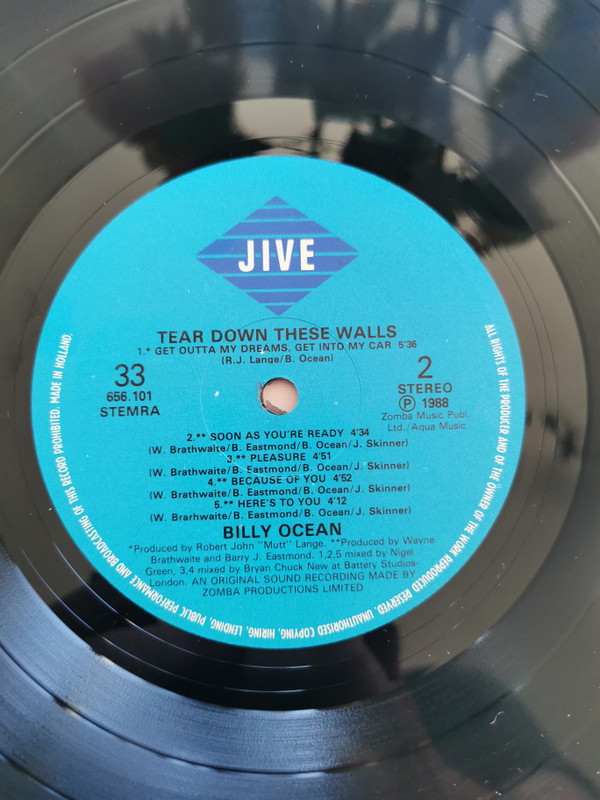 JIVE
TEAR DOWN THESE WALLS
1.* GET OUTTA MY DREAMS, GET INTO MY CAR 5'36
(R.J. Lange/B. Ocean)
33
656.101
STEMRA
2
STEREO
Ⓟ 1988
Zomba Music Publ.
Ltd./Aqua Music
2.** SOON AS YOU'RE READY 4'34
(W. Brathwaite/B. Eastmond/B. Ocean/J. Skinner)
3.** PLEASURE 4'51
(W. Brathwaite/B. Eastmond/B. Ocean/J. Skinner)
4.** BECAUSE OF YOU 4'52
(W. Brathwaite/B. Eastmond/B. Ocean/J. Skinner)
5.** HERE'S TO YOU 4'12
(W. Brarhwaite/B. Eastmond/B. Ocean/J. Skinner)
BILLY OCEAN
*Produced by Robert John "Mutt" Lange. **Produced by Wayne
Brathwaite and Barry J. Eastmond. 1,2,5 mixed by Nigel
Green, 3,4 mixed by Bryan Chuck New at Battery Studios-
London. AN ORIGINAL SOUND RECORDING MADE BY
ZOMBA PRODUCTIONS LIMITED
ALL RIGHTS OF THE PRODUCER AND OF THE OWNER OF THE WORK REPRODUCED RESERVED. UNAUTHORISED COPYING, HIRING, LENDING, PUBLIC PERFORMANCE AND BROADCASTING OF THIS RECORD PROHIBITED. MADE IN HOLLAND.